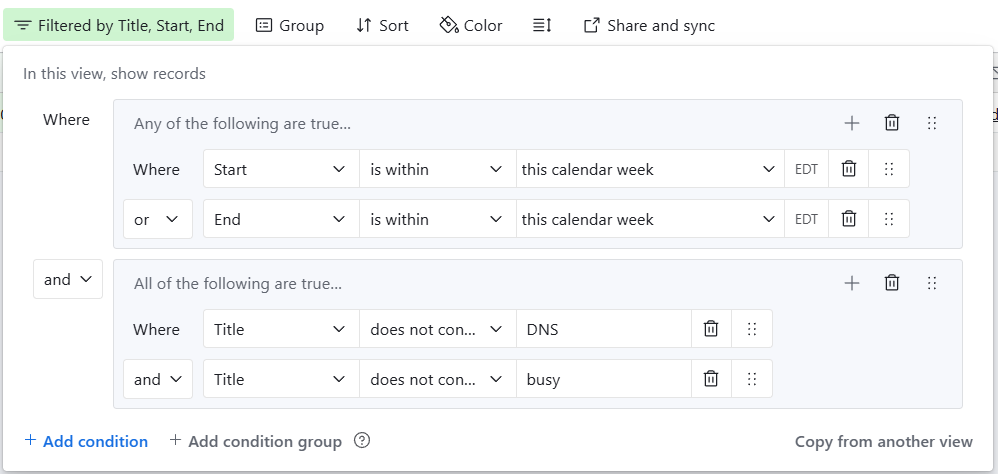 Filtered by Title, Start, End Group Sort Color Share and sync
In this view, show records
Where Any of the following are true...
Where Start is within this calendar week EDT
or End is within this calendar week EDT
and All of the following are true...
Where Title does not con... DNS
and Title does not con... busy
+ Add condition + Add condition group ? Copy from another view